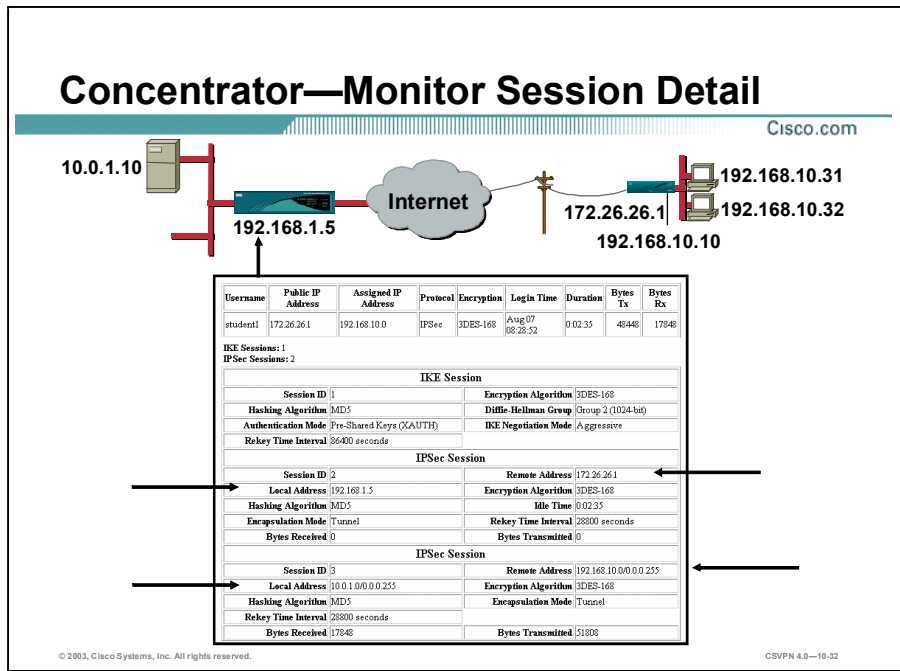 Concentrator—Monitor Session Detail
Cisco.com
10.0.1.10
192.168.1.5
Internet
172.26.26.1
192.168.10.10
192.168.10.31
192.168.10.32
Username Public IP Address Assigned IP Address Protocol Encryption Login Time Duration Bytes Tx Bytes Rx
student1 172.26.26.1 192.168.10.0 IPSec 3DES-168 Aug 07 08:28:52 0:02:35 48448 17848
IKE Sessions: 1
IPSec Sessions: 2
IKE Session
Session ID 1 Encryption Algorithm 3DES-168
Hashing Algorithm MD5 Diffie-Hellman Group Group 2 (1024-bit)
Authentication Mode Pre-Shared Keys (XAUTH) IKE Negotiation Mode Aggressive
Rekey Time Interval 86400 seconds
IPSec Session
Session ID 2 Remote Address 172.26.26.1
Local Address 192.168.1.5 Encryption Algorithm 3DES-168
Hashing Algorithm MD5 Idle Time 0:02:35
Encapsulation Mode Tunnel Rekey Time Interval 28800 seconds
Bytes Received 0 Bytes Transmitted 0
IPSec Session
Session ID 3 Remote Address 192.168.10.0/0.0.0.255
Local Address 10.0.1.0/0.0.0.255 Encryption Algorithm 3DES-168
Hashing Algorithm MD5 Encapsulation Mode Tunnel
Rekey Time Interval 28800 seconds
Bytes Received 17848 Bytes Transmitted 51808
© 2003, Cisco Systems, Inc. All rights reserved.
CSVPN 4.0—10-32